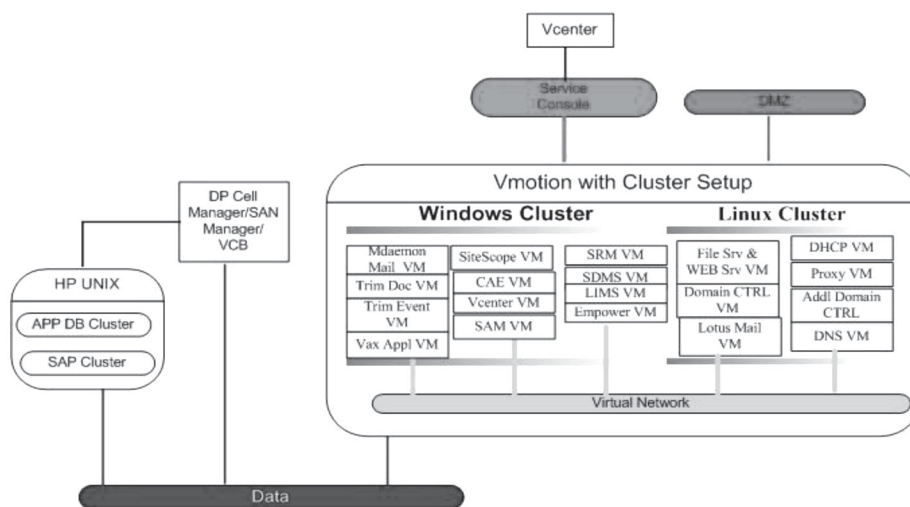 Vcenter
Service
Console
DMZ
Vmotion with Cluster Setup
Windows Cluster
Linux Cluster
DP Cell
Manager/SAN
Manager/
VCB
HP UNIX
APP DB Cluster
SAP Cluster
Mdaemon
Mail VM
Trim Doc VM
Trim Event
VM
Vax Appl VM
SiteScope VM
CAE VM
Vcenter VM
SAM VM
SRM VM
SDMS VM
LIMS VM
Empower VM
File Srv &
WEB Srv VM
Domain CTRL
VM
Lotus Mail
VM
DHCP VM
Proxy VM
Addl Domain
CTRL
DNS VM
Virtual Network
Data